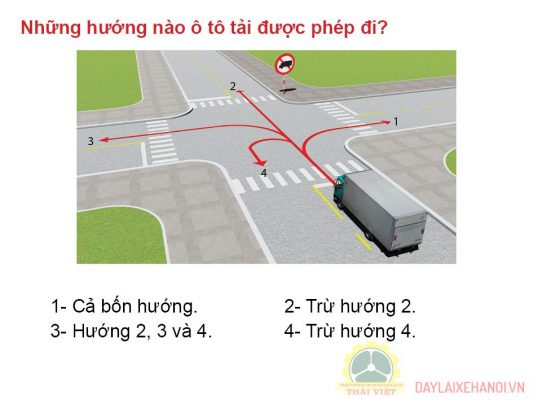 Những hướng nào ô tô tải được phép đi?
2
1
3
4
1- Cả bốn hướng.
2- Trừ hướng 2.
3- Hướng 2, 3 và 4.
4- Trừ hướng 4.
THÁI VIỆT
DAYLAIXEHANOI.VN